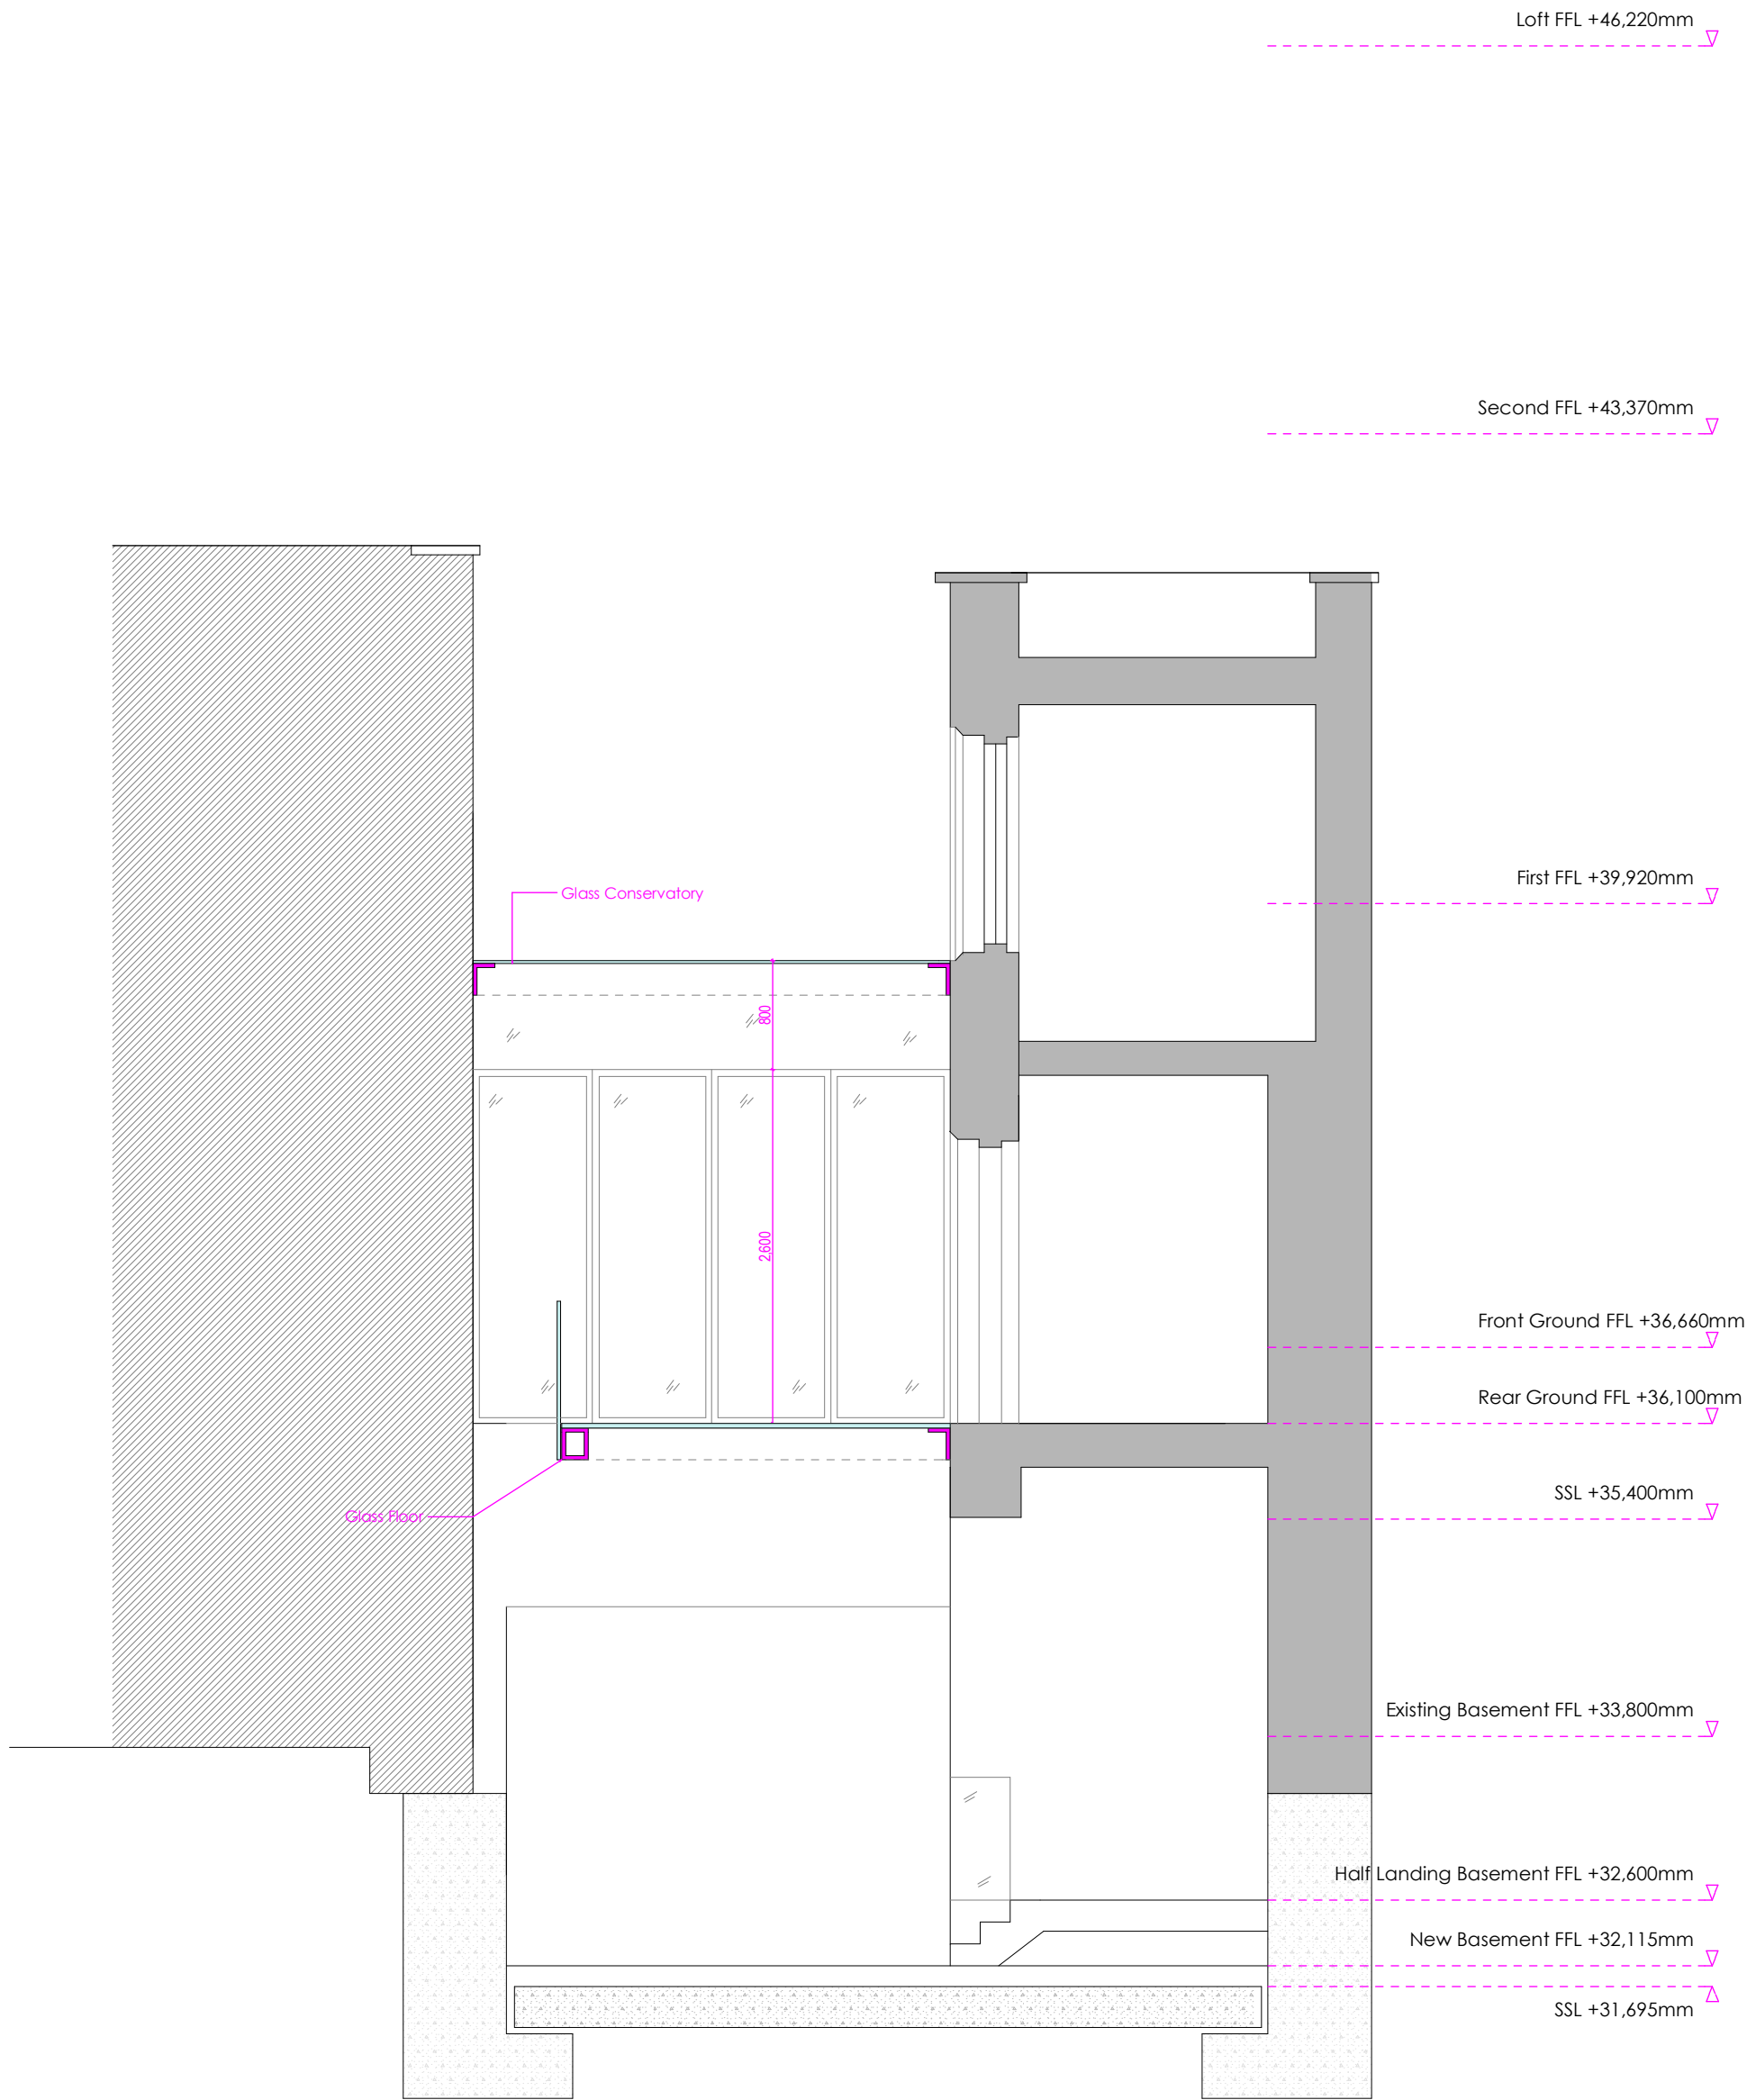 Loft FFL +46,220mm
Second FFL +43,370mm
First FFL +39,920mm
Glass Conservatory
800
2,600
Front Ground FFL +36,660mm
Rear Ground FFL +36,100mm
SSL +35,400mm
Glass Floor
Existing Basement FFL +33,800mm
Half Landing Basement FFL +32,600mm
New Basement FFL +32,115mm
SSL +31,695mm